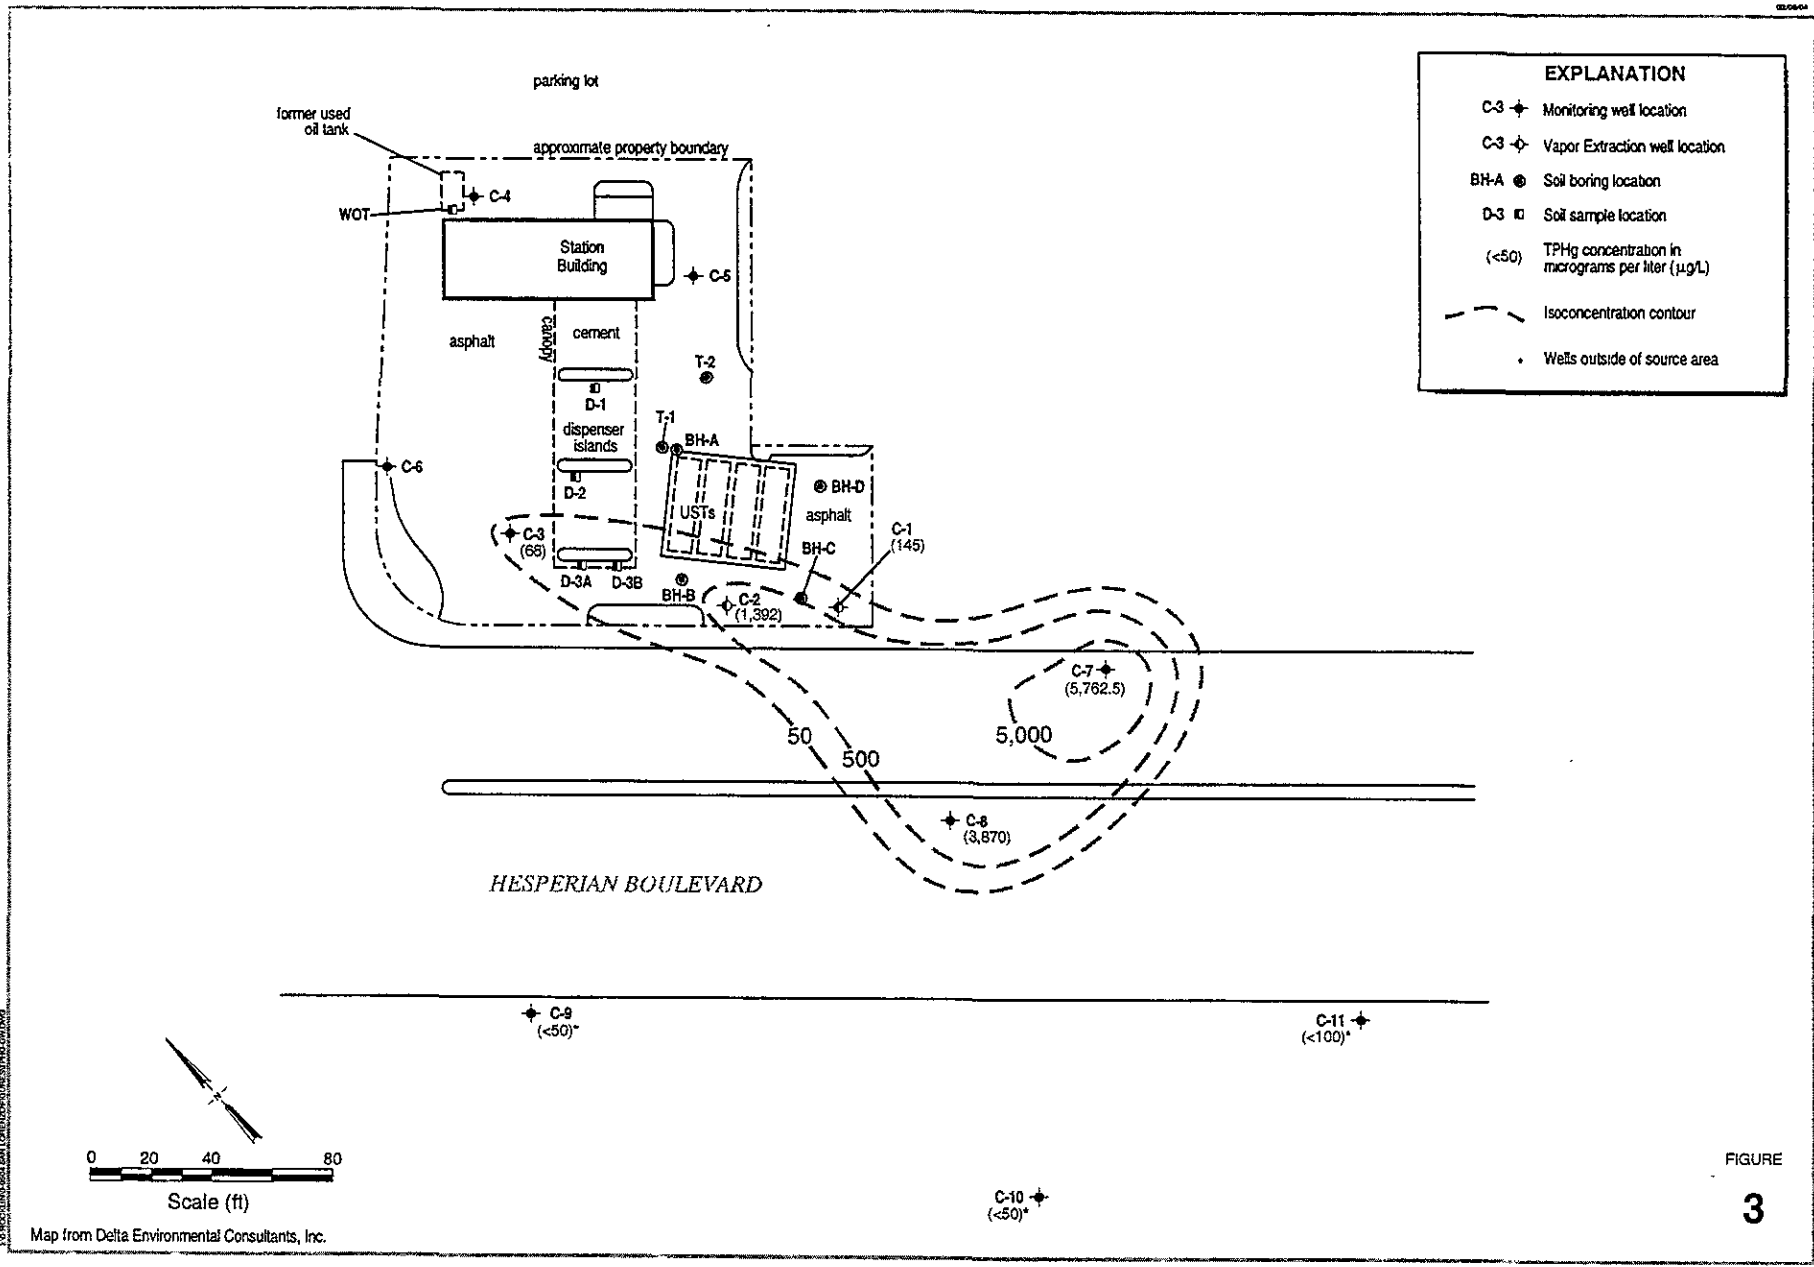 parking lot
former used
oil tank
approximate property boundary
WOT
C-4
Station
Building
C-5
canopy
cement
asphalt
T-2
D-1
T-1
BH-A
dispenser
islands
C-6
D-2
USTs
BH-D
asphalt
C-3
(66)
C-1
(145)
BH-C
D-3A
D-3B
BH-B
C-2
(1,392)
C-7
(5,762.5)
50
500
5,000
C-8
(3,870)
HESPERIAN BOULEVARD
C-9
(<50)*
C-11
(<100)*
C-10
(<50)*
EXPLANATION
C-3 Monitoring well location
C-3 Vapor Extraction well location
BH-A Soil boring location
D-3 Soil sample location
(<50) TPHg concentration in
micrograms per liter (µg/L)
Isoconcentration contour
* Wells outside of source area
N
0 20 40 80
Scale (ft)
Map from Delta Environmental Consultants, Inc.
FIGURE
3